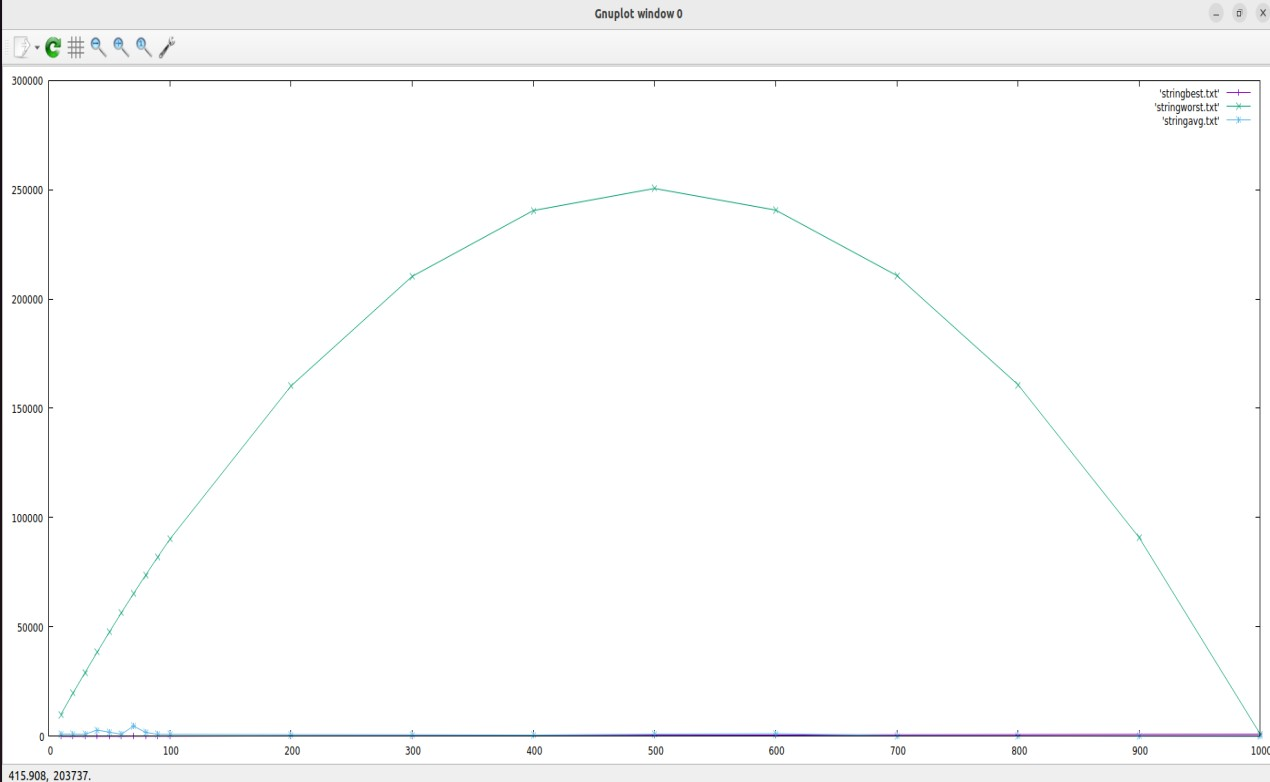 Gnuplot window 0
300000
'stringbest.txt'
'stringworst.txt'
'stringavg.txt'
250000
200000
150000
100000
50000
0
0 100 200 300 400 500 600 700 800 900 1000
415.908, 203737.